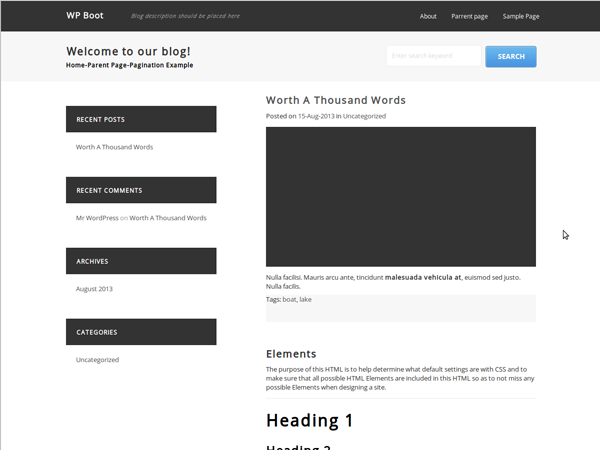 WP Boot
Blog description should be placed here
About
Parrent page
Sample Page
Welcome to our blog!
Home-Parent Page-Pagination Example
Enter search keyword
SEARCH
RECENT POSTS
Worth A Thousand Words
RECENT COMMENTS
Mr WordPress on Worth A Thousand Words
ARCHIVES
August 2013
CATEGORIES
Uncategorized
Worth A Thousand Words
Posted on 15-Aug-2013 in Uncategorized
Nulla facilisi. Mauris arcu ante, tincidunt malesuada vehicula at, euismod sed justo.
Nulla facilis.
Tags: boat, lake
Elements
The purpose of this HTML is to help determine what default settings are with CSS and to
make sure that all possible HTML Elements are included in this HTML so as to not miss any
possible Elements when designing a site.
Heading 1
Heading 2